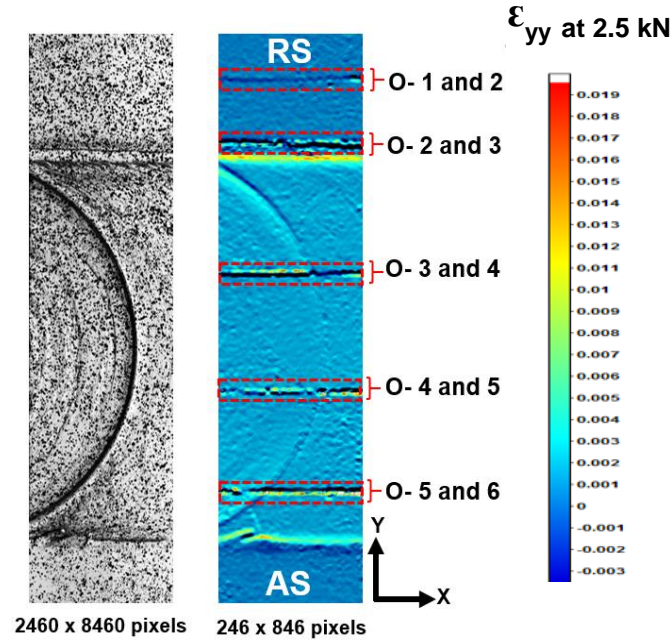 εyy at 2.5 kN
RS
O- 1 and 2
O- 2 and 3
O- 3 and 4
O- 4 and 5
O- 5 and 6
AS
Y
X
0.019
0.018
0.017
0.016
0.015
0.014
0.013
0.012
0.011
0.01
0.009
0.008
0.007
0.006
0.005
0.004
0.003
0.002
0.001
0
-0.001
-0.002
-0.003
2460 x 8460 pixels
246 x 846 pixels